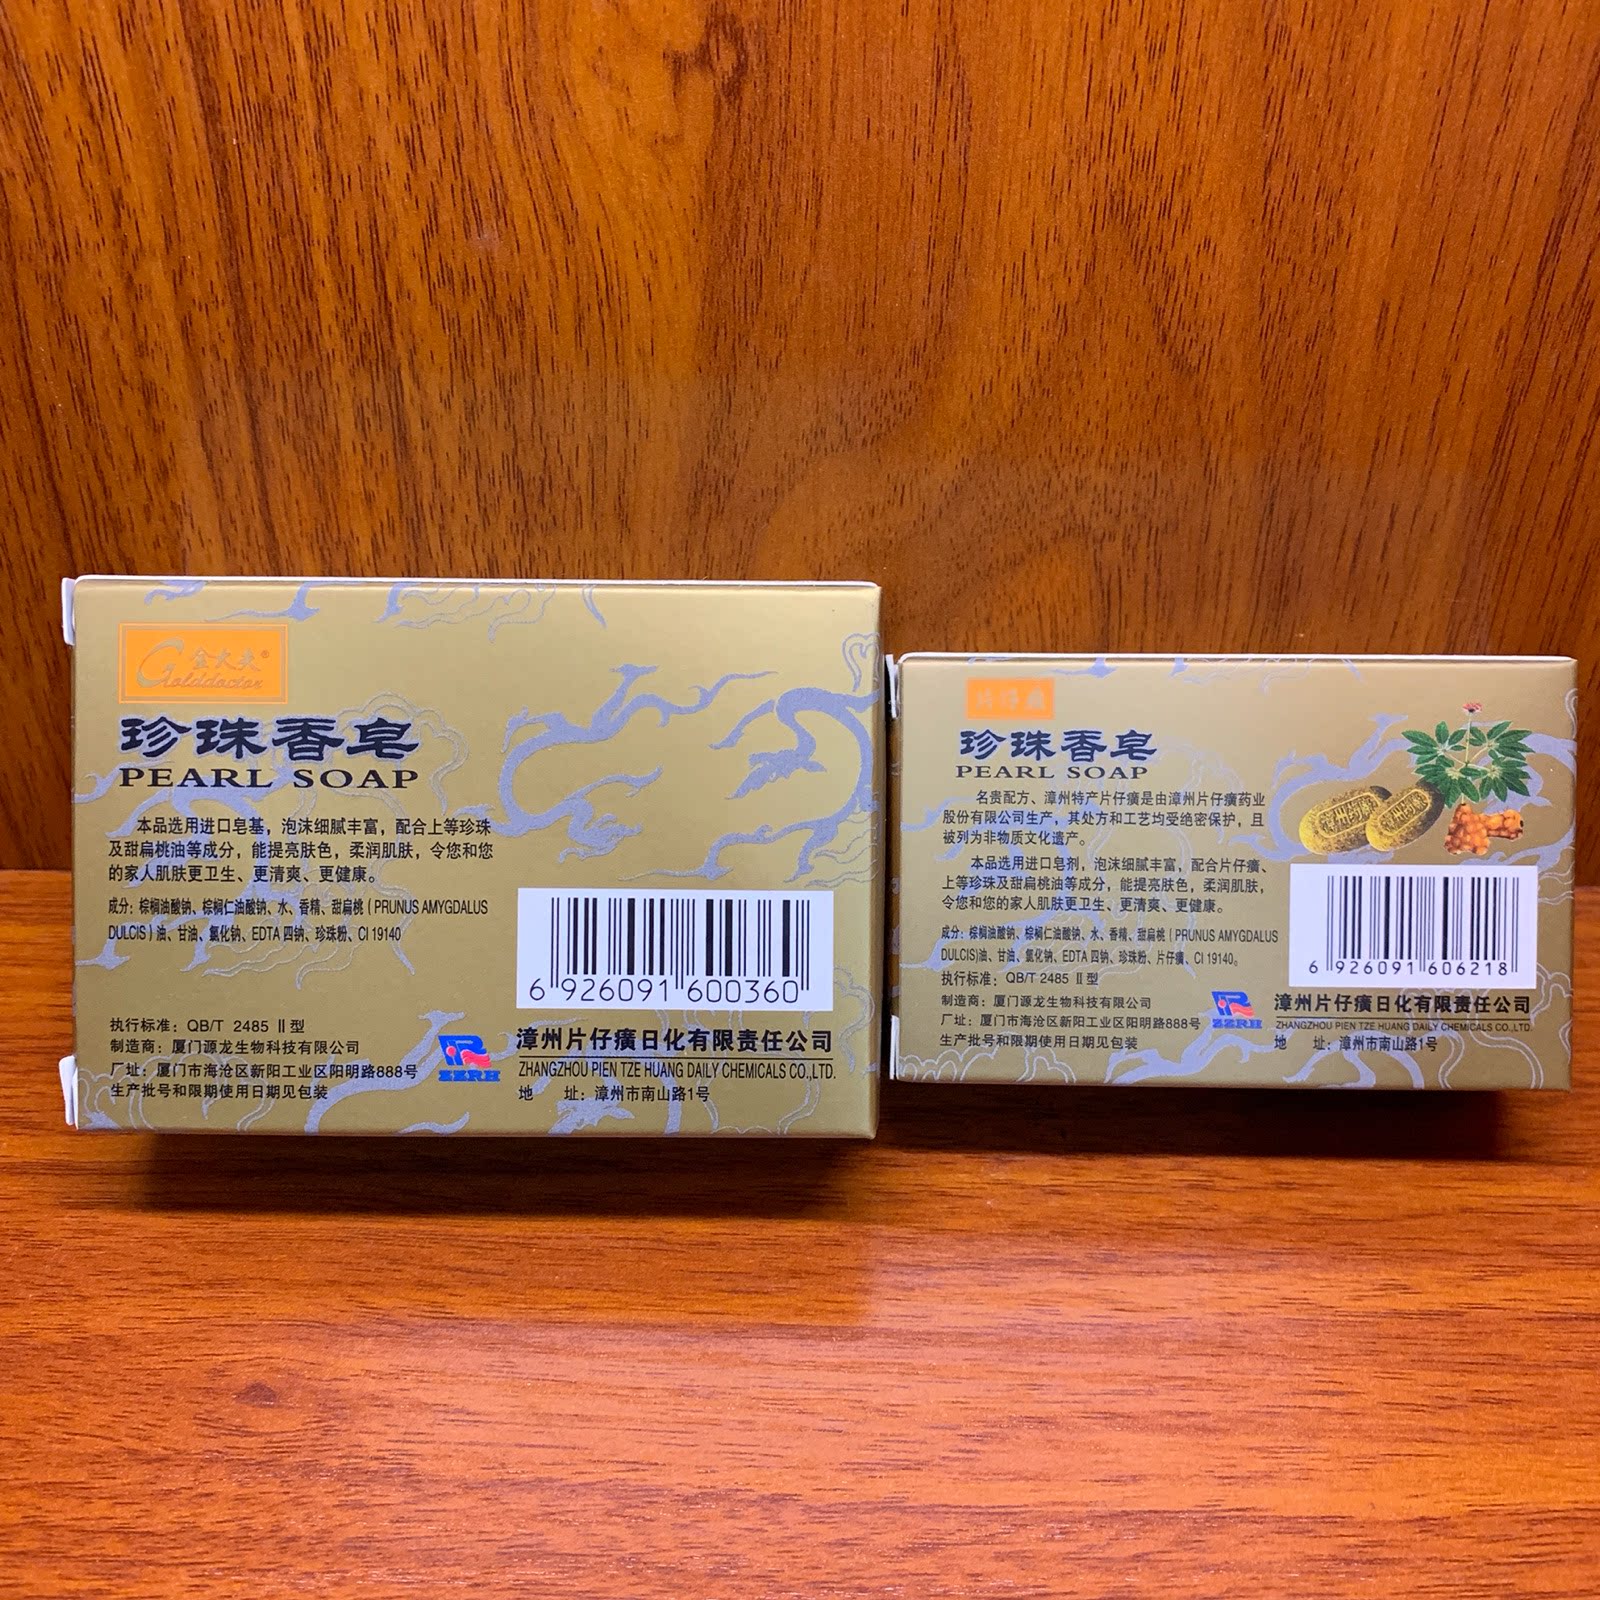 金大夫®
Golddoctor
珍珠香皂
PEARL SOAP
本品选用进口皂基，泡沫细腻丰富，配合上等珍珠
及甜扁桃油等成分，能提亮肤色，柔润肌肤，令您和您
的家人肌肤更卫生、更清爽、更健康。
成分：棕榈油酸钠、棕榈仁油酸钠、水、香精、甜扁桃（PRUNUS AMYGDALUS
DULCIS）油、甘油、氯化钠、EDTA 四钠、珍珠粉、CI 19140
6 926091 600360
执行标准：QB/T 2485 Ⅱ型
制造商：厦门源龙生物科技有限公司
厂址：厦门市海沧区新阳工业区阳明路888号
生产批号和限期使用日期见包装
ZZRH
漳州片仔癀日化有限责任公司
ZHANGZHOU PIEN TZE HUANG DAILY CHEMICALS CO.,LTD.
地 址：漳州市南山路1号
片仔癀
珍珠香皂
PEARL SOAP
名贵配方、漳州特产片仔癀是由漳州片仔癀药业
股份有限公司生产，其处方和工艺均受绝密保护，且
被列为非物质文化遗产。
本品选用进口皂剂，泡沫细腻丰富，配合片仔癀、
上等珍珠及甜扁桃油等成分，能提亮肤色，柔润肌肤，
令您和您的家人肌肤更卫生、更清爽、更健康。
成分：棕榈油酸钠、棕榈仁油酸钠、水、香精、甜扁桃（PRUNUS AMYGDALUS
DULCIS)油、甘油、氯化钠、EDTA 四钠、珍珠粉、片仔癀、CI 19140。
执行标准：QB/T 2485 Ⅱ型
制造商：厦门源龙生物科技有限公司
厂址：厦门市海沧区新阳工业区阳明路888号
生产批号和限期使用日期见包装
6 926091 606218
ZZRH
漳州片仔癀日化有限责任公司
ZHANGZHOU PIEN TZE HUANG DAILY CHEMICALS CO.,LTD.
地 址：漳州市南山路1号